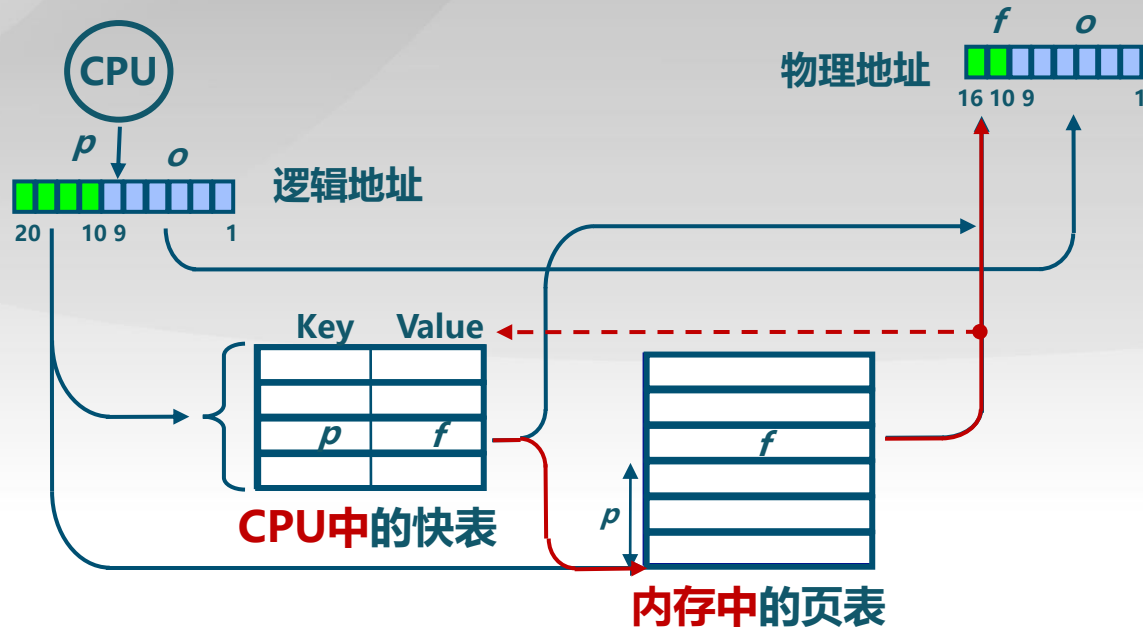 f o
CPU
物理地址
16 10 9 1
p o
逻辑地址
20 10 9 1
Key Value
p f
f
p
CPU中的快表
内存中的页表